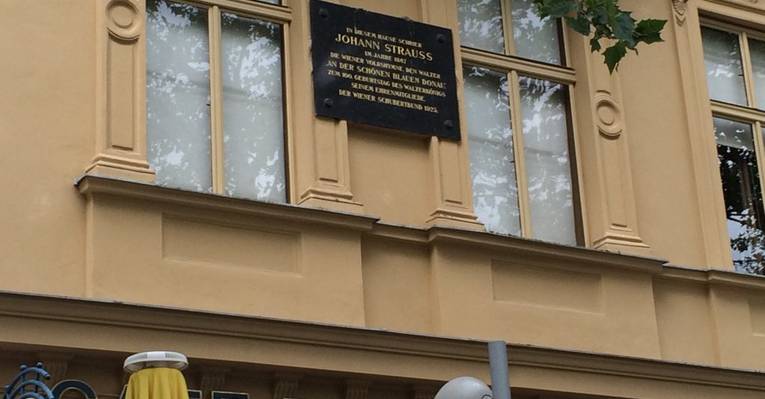 IN DIESEM HAUSE SCHRIEB
JOHANN STRAUSS
IM JAHRE 1867
DIE WIENER VOLKSHYMNE, DEN WALZER
„AN DER SCHÖNEN BLAUEN DONAU“
ZUM 100. GEBURTSTAG DES WALZERKÖNIGS
SEINEM EHRENMITGLIEDE
DER WIENER SCHUBERTBUND 1925.